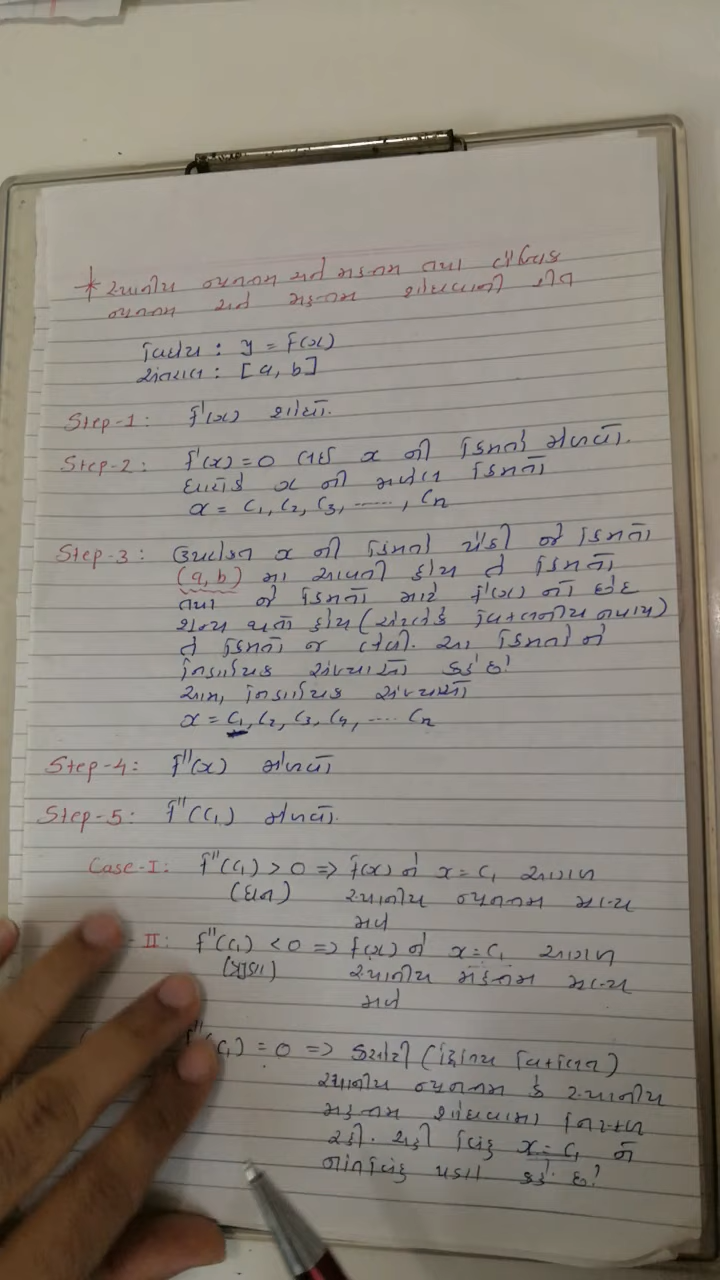 * સ્થાનીય ન્યૂનતમ અને મહત્તમ તથા વૈશ્વિક
ન્યૂનતમ અને મહત્તમ શોધવાની રીત
વિધેય : y = f(x)
અંતરાલ : [a, b]
Step-1: f'(x) શોધો.
Step-2: f'(x) = 0 લઈ x ની કિંમતો મેળવો.
ધારોકે x ની મળેલ કિંમતો
x = c₁, c₂, c₃, ......, cₙ
Step-3: ઉપરોક્ત x ની કિંમતો પૈકી જે કિંમતો
(a, b) મા આવતી હોય તે કિંમતો
તથા જે કિંમતો માટે f'(x) નો છેદ
શૂન્ય થતો હોય (એટલેકે વિકલનીય ન થાય)
તે કિંમતો જ લેવી. આ કિંમતો ને
નિર્ણાયક સંખ્યાઓ કહે છે.
આમ, નિર્ણાયક સંખ્યાઓ
x = c₁, c₂, c₃, c₄, .... cₙ
Step-4: f''(x) મેળવો
Step-5: f''(c₁) મેળવો.
Case-I: f''(c₁) > 0 => f(x) ને x = c₁ આગળ
(ધન) સ્થાનીય ન્યૂનતમ મૂલ્ય
મળે
-II: f''(c₁) < 0 => f(x) ને x = c₁ આગળ
(ઋણ) સ્થાનીય મહત્તમ મૂલ્ય
મળે
f''(c₁) = 0 => કસોટી (દ્વિતીય વિકલન)
સ્થાનીય ન્યૂનતમ કે સ્થાનીય
મહત્તમ શોધવામા નિષ્ફળ
રહી. અહી બિંદુ x = c₁ ને
નતિબિંદુ પણ કહે છે.